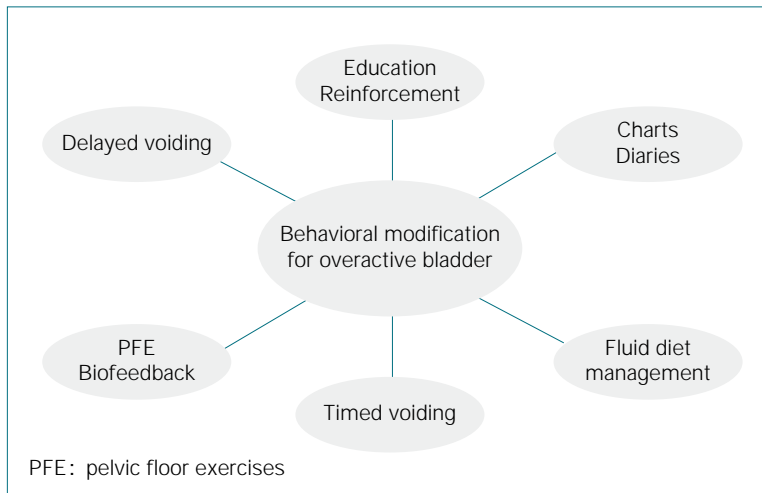 Education
Reinforcement
Delayed voiding
Charts
Diaries
Behavioral modification
for overactive bladder
PFE
Biofeedback
Fluid diet
management
Timed voiding
PFE: pelvic floor exercises